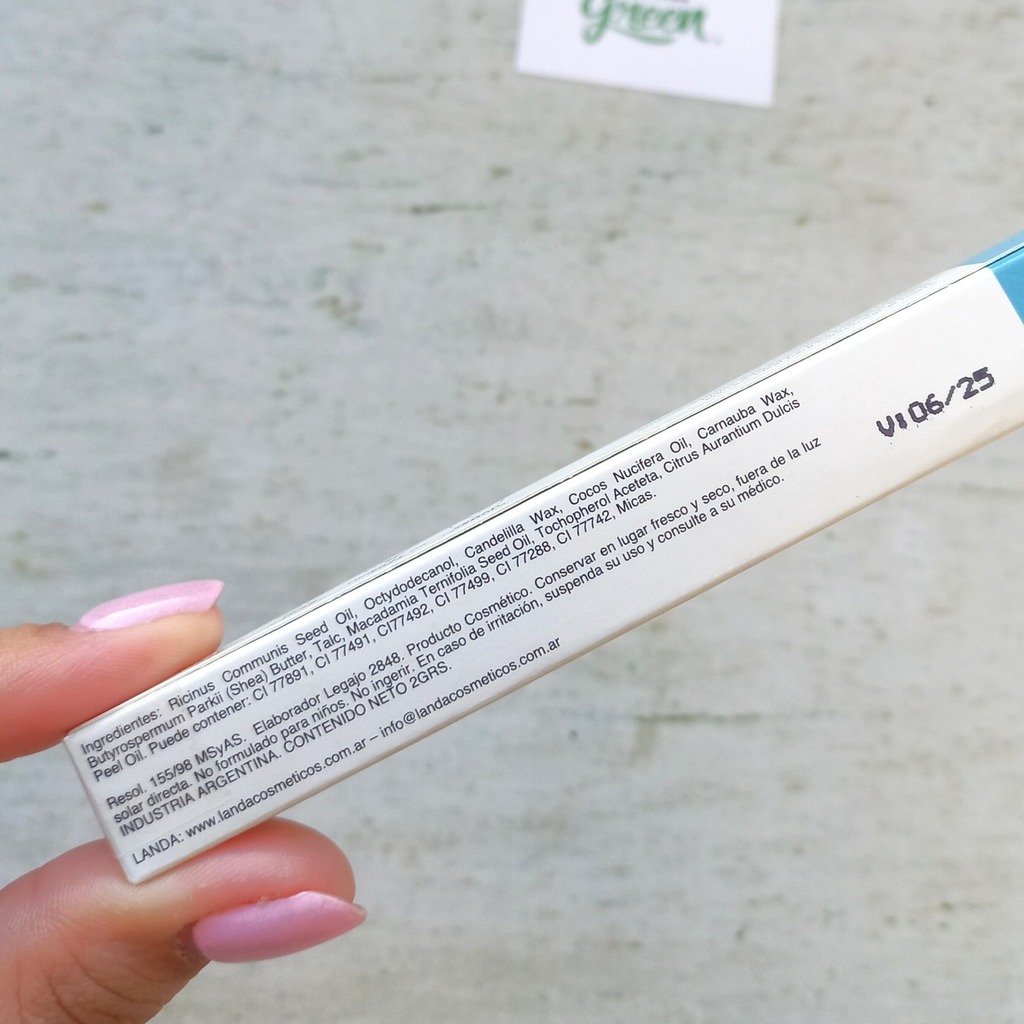 green
V:06/25
Ingredientes: Ricinus Communis Seed Oil, Octydodecanol, Candelilla Wax, Cocos Nucifera Oil, Carnauba Wax,
Butyrospermum Parkii (Shea) Butter, Talc, Macadamia Ternifolia Seed Oil, Tochopherol Aceteta, Citrus Aurantium Dulcis
Peel Oil. Puede contener: CI 77891, CI 77491, CI77492, CI 77499, CI 77288, CI 77742, Micas.
Resol. 155/98 MSyAS. Elaborador Legajo 2848. Producto Cosmético. Conservar en lugar fresco y seco, fuera de la luz
solar directa. No formulado para niños. No ingerir. En caso de irritación, suspenda su uso y consulte a su médico.
INDUSTRIA ARGENTINA. CONTENIDO NETO 2GRS.
LANDA: www.landacosmeticos.com.ar – info@landacosmeticos.com.ar